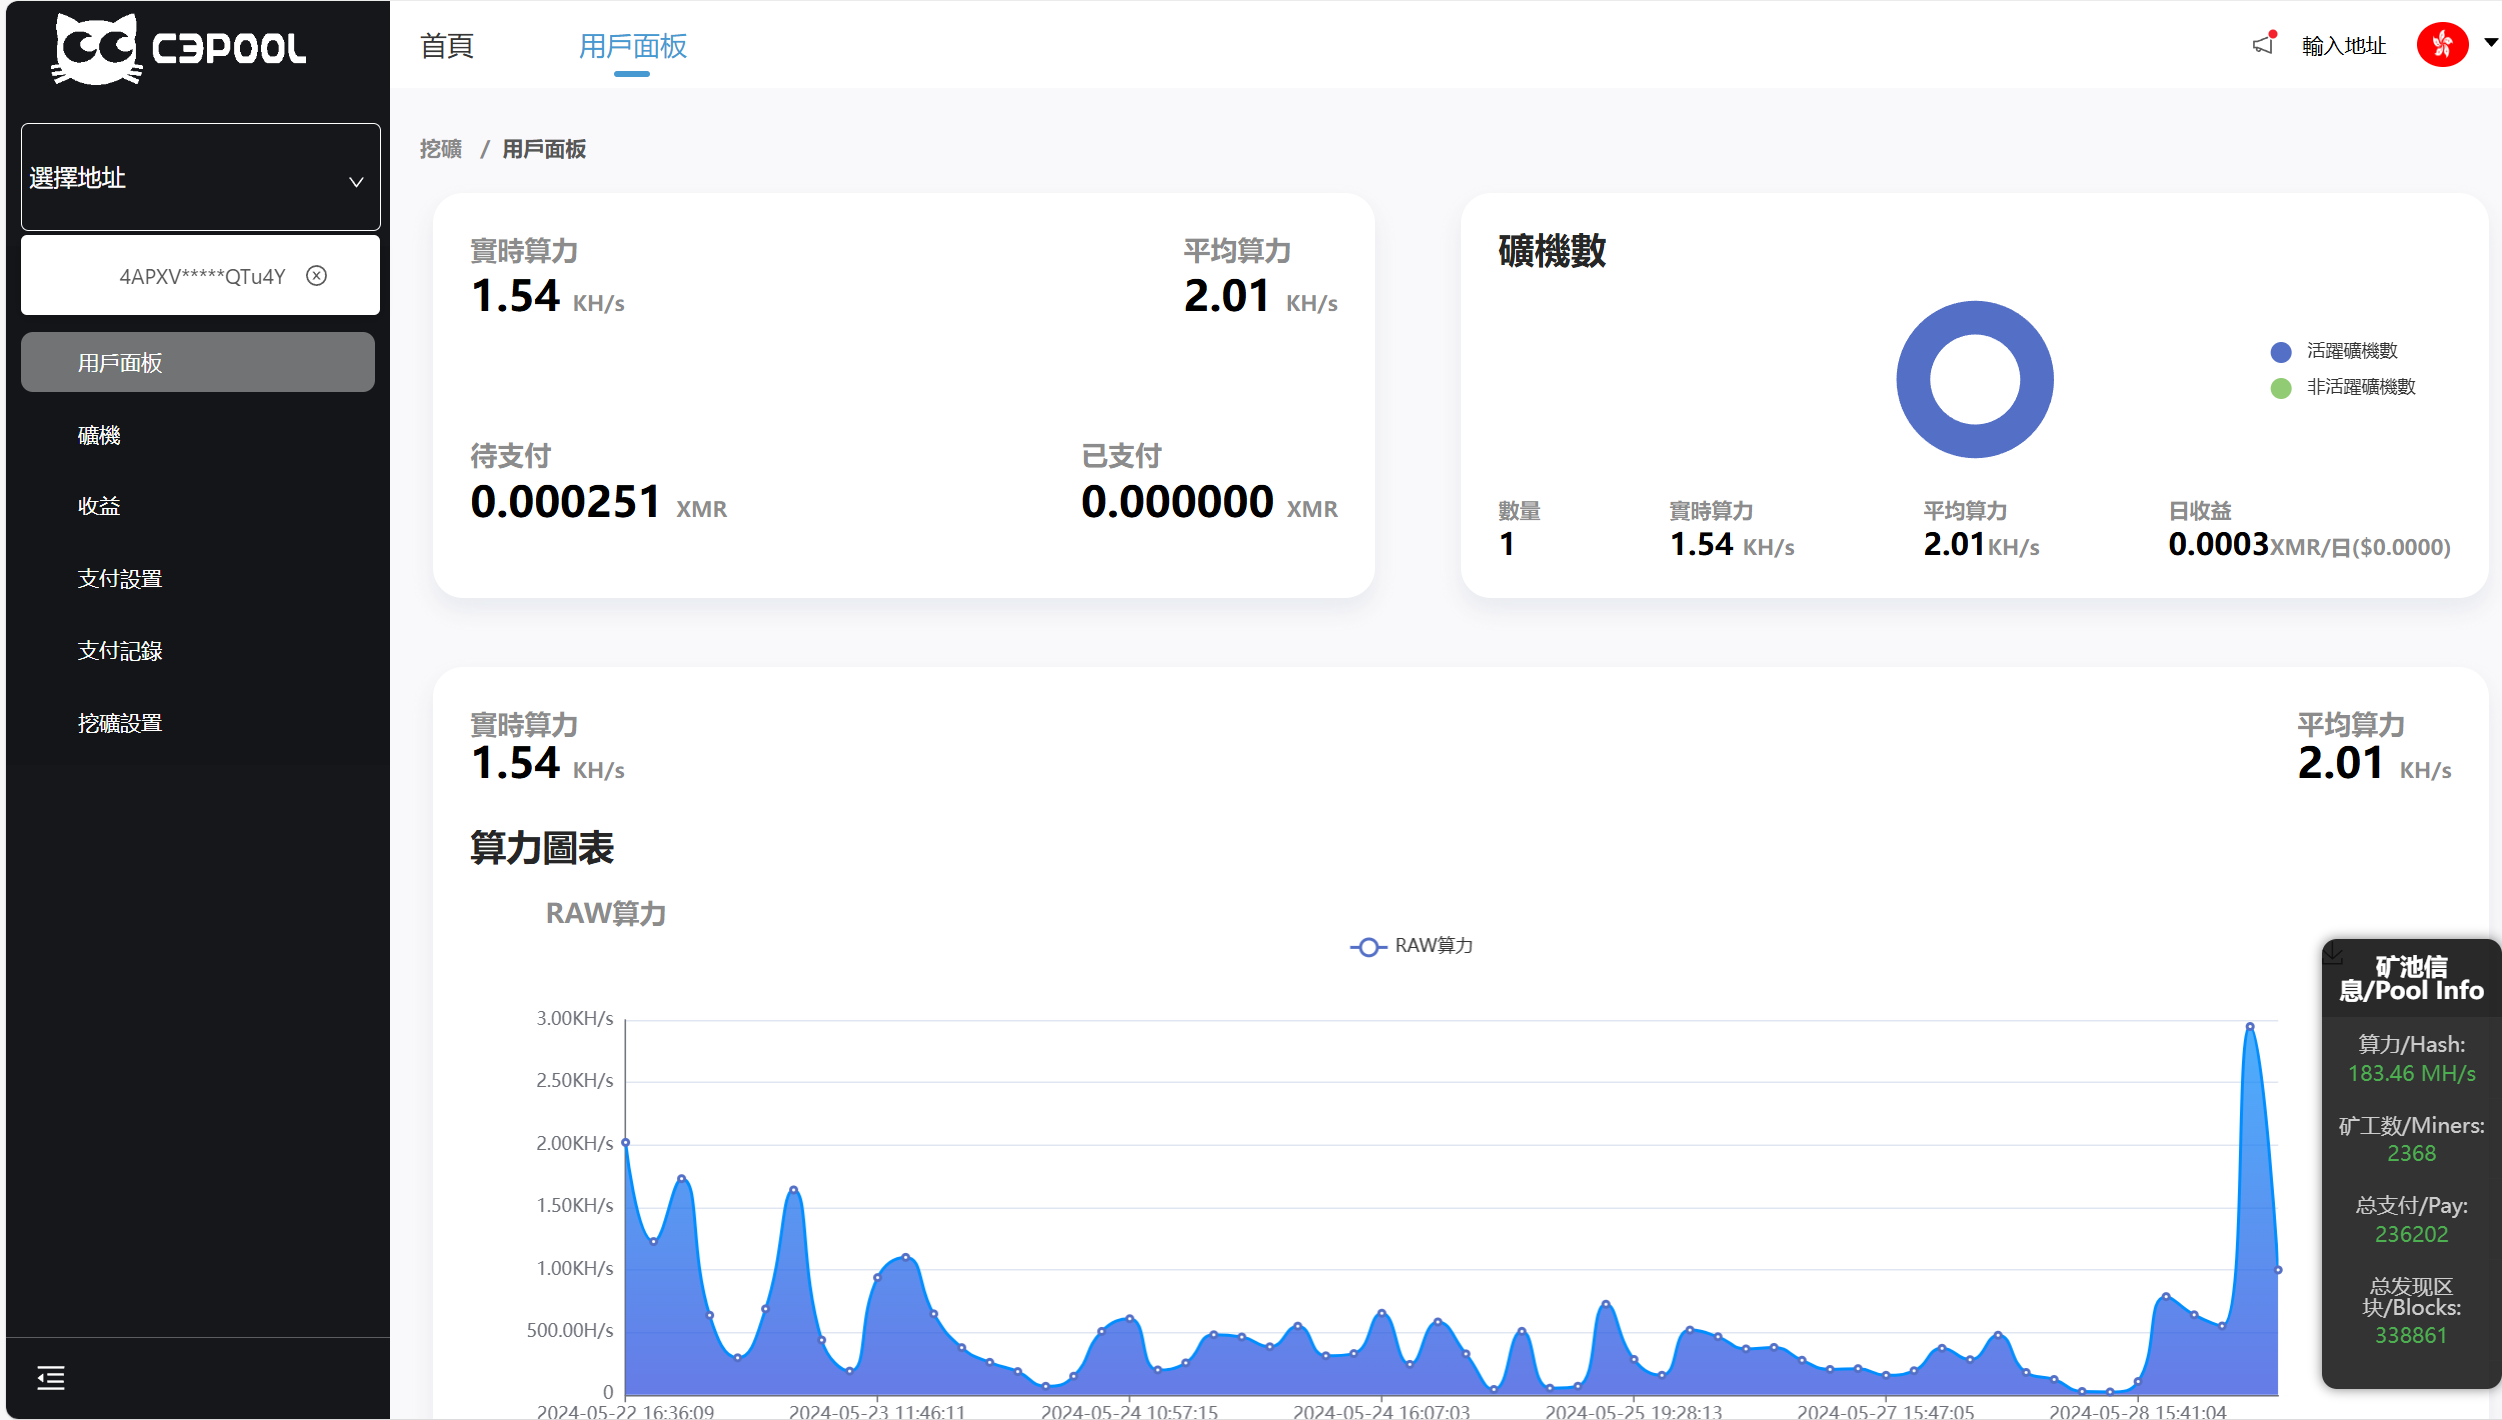 C3POOL
首頁
用戶面板
輸入地址
選擇地址
4APXV*****QTu4Y
用戶面板
礦機
收益
支付設置
支付記錄
挖礦設置
挖礦 / 用戶面板
實時算力
1.54 KH/s
平均算力
2.01 KH/s
待支付
0.000251 XMR
已支付
0.000000 XMR
礦機數
活躍礦機數
非活躍礦機數
數量
1
實時算力
1.54 KH/s
平均算力
2.01KH/s
日收益
0.0003XMR/日($0.0000)
實時算力
1.54 KH/s
平均算力
2.01 KH/s
算力圖表
RAW算力
RAW算力
3.00KH/s
2.50KH/s
2.00KH/s
1.50KH/s
1.00KH/s
500.00H/s
0
2024-05-22 16:36:09
2024-05-23 11:46:11
2024-05-24 10:57:15
2024-05-24 16:07:03
2024-05-25 19:28:13
2024-05-27 15:47:05
2024-05-28 15:41:04
矿池信
息/Pool Info
算力/Hash:
183.46 MH/s
矿工数/Miners:
2368
总支付/Pay:
236202
总发现区
块/Blocks:
338861